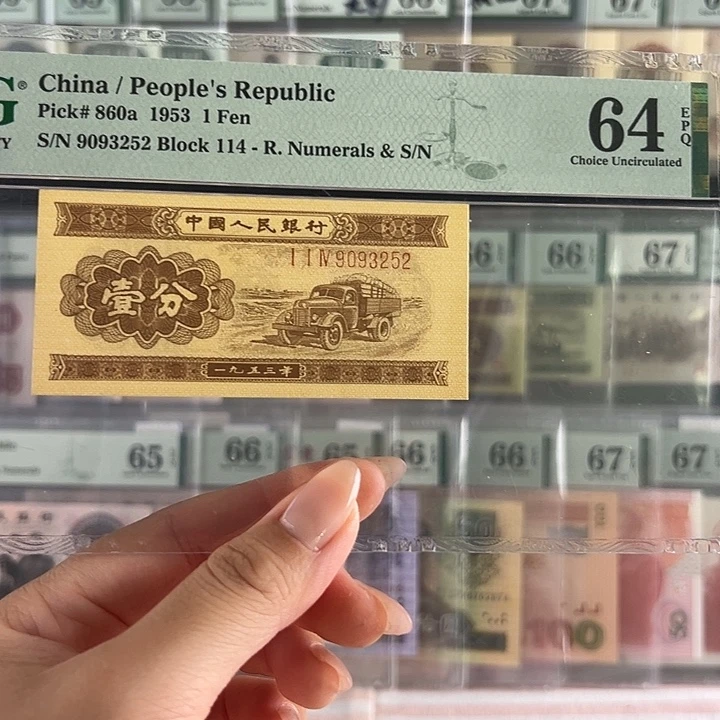 China / People's Republic
Pick# 860a 1953 1 Fen
S/N 9093252 Block 114 - R. Numerals & S/N
64
EPQ
Choice Uncirculated
G®
TY
中國人民銀行
I I IV 9093252
壹分
一九五三年
66
66
67
65
66
65
66
66
67
67
100